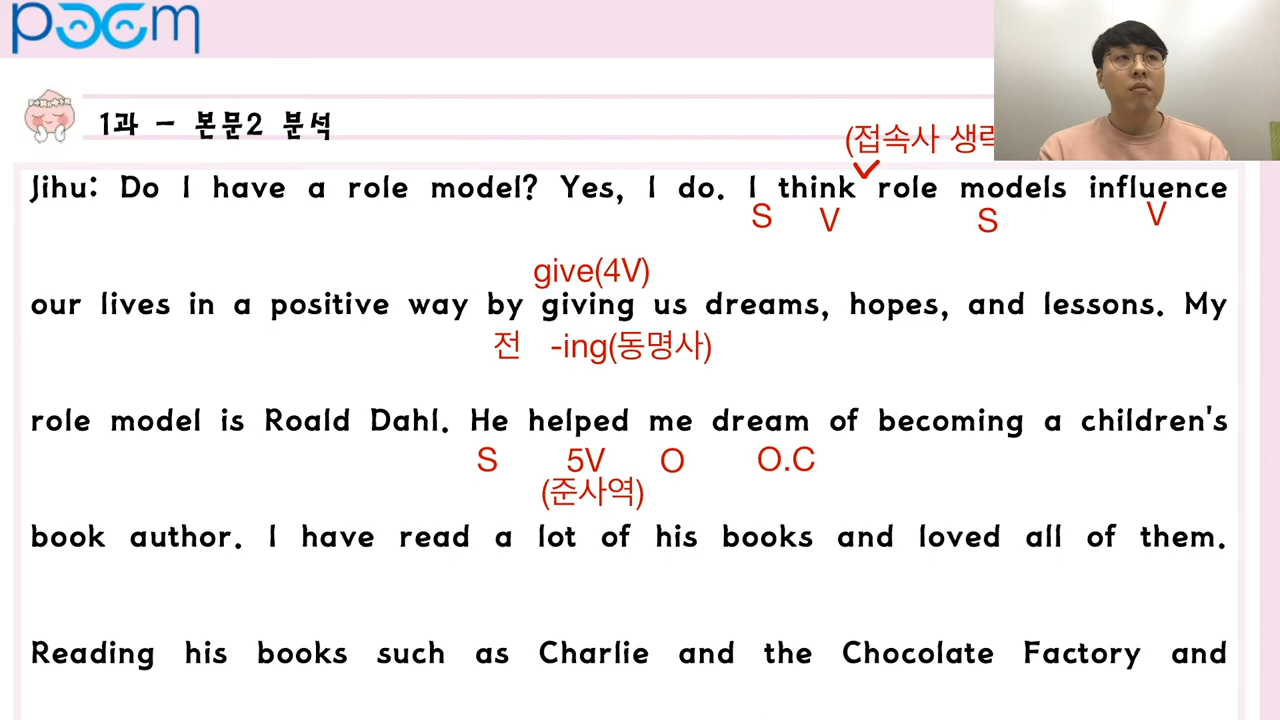 poem
1과 - 본문2 분석
(접속사 생략
Jihu: Do I have a role model? Yes, I do. I think role models influence
S V S V
give(4V)
our lives in a positive way by giving us dreams, hopes, and lessons. My
전 -ing(동명사)
role model is Roald Dahl. He helped me dream of becoming a children's
S 5V O O.C
(준사역)
book author. I have read a lot of his books and loved all of them.
Reading his books such as Charlie and the Chocolate Factory and